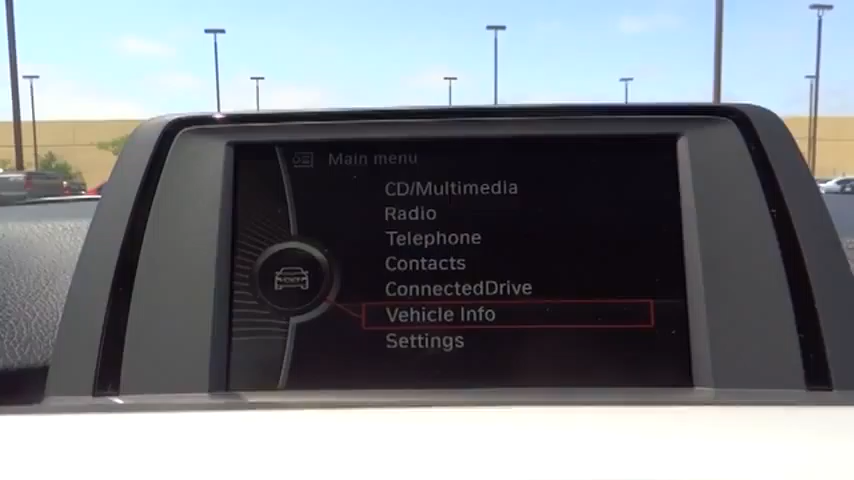 Main menu
CD/Multimedia
Radio
Telephone
Contacts
ConnectedDrive
Vehicle Info
Settings